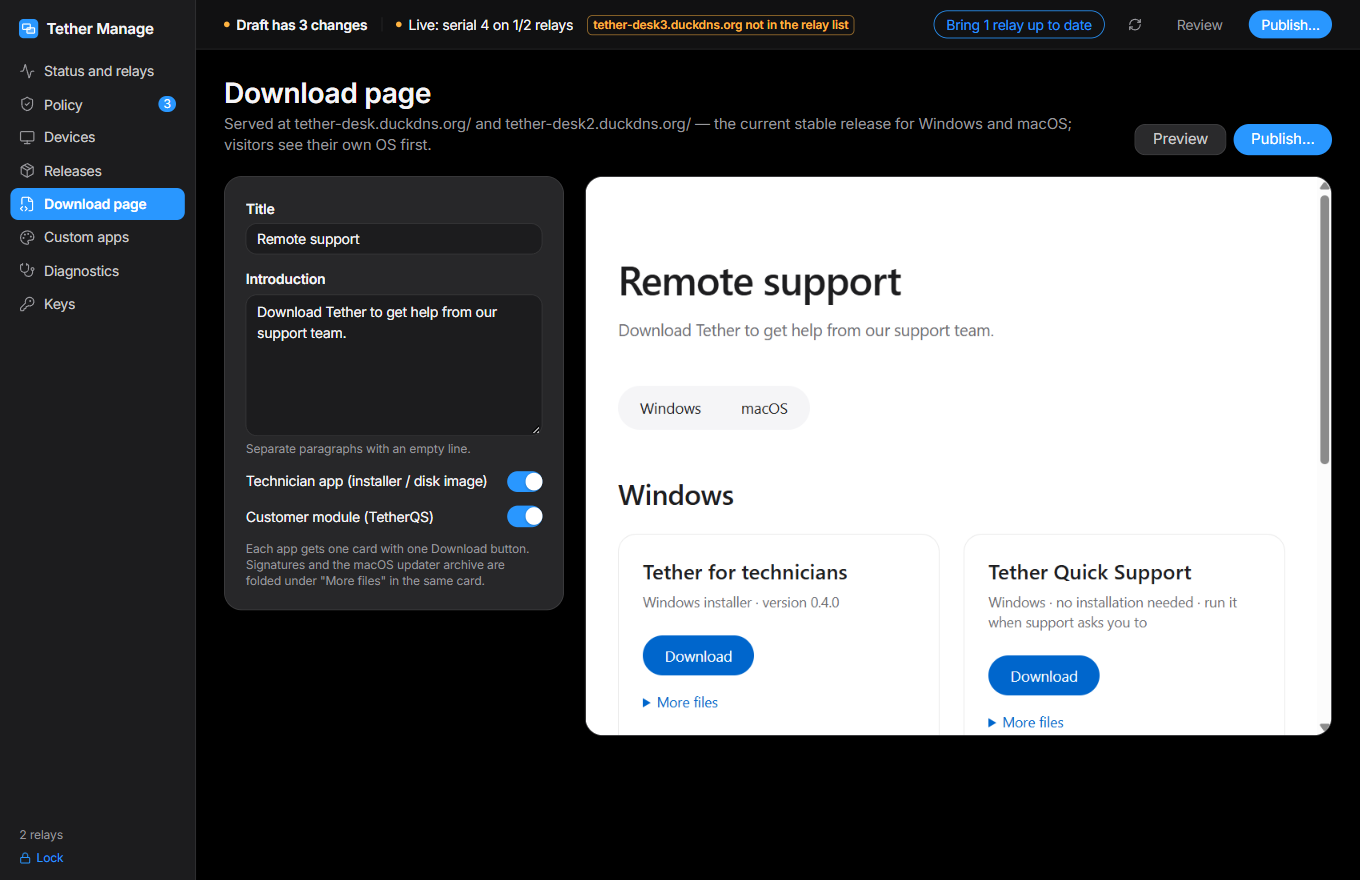 Tether Manage
Status and relays
Policy 3
Devices
Releases
Download page
Custom apps
Diagnostics
Keys
2 relays
Lock
Draft has 3 changes
Live: serial 4 on 1/2 relays
tether-desk3.duckdns.org not in the relay list
Bring 1 relay up to date
Review
Publish...
Download page
Served at tether-desk.duckdns.org/ and tether-desk2.duckdns.org/ — the current stable release for Windows and macOS;
visitors see their own OS first.
Preview
Publish...
Title
Remote support
Introduction
Download Tether to get help from our
support team.
Separate paragraphs with an empty line.
Technician app (installer / disk image)
Customer module (TetherQS)
Each app gets one card with one Download button.
Signatures and the macOS updater archive are
folded under "More files" in the same card.
Remote support
Download Tether to get help from our support team.
Windows macOS
Windows
Tether for technicians
Windows installer · version 0.4.0
Download
More files
Tether Quick Support
Windows · no installation needed · run it
when support asks you to
Download
More files